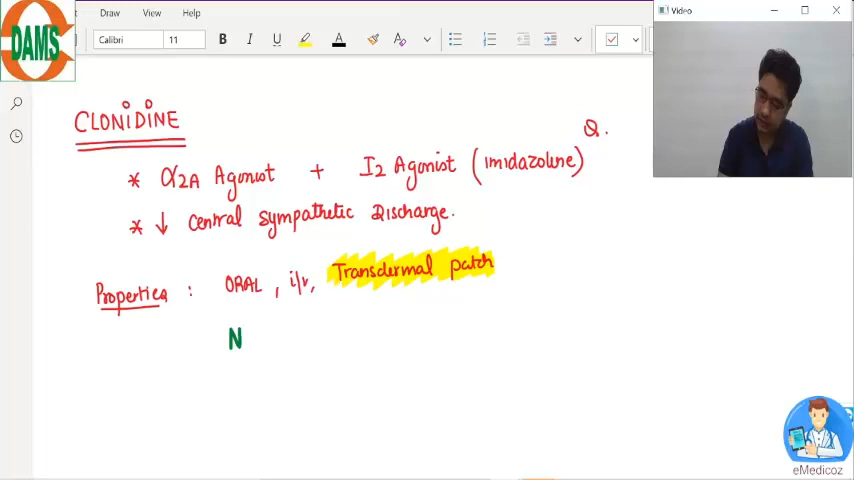 DAMS
Draw View Help
Video
Calibri 11 B I U A
CLONIDINE
Q.
* α2A Agonist + I2 Agonist (imidazoline)
* ↓ Central Sympathetic Discharge.
Properties : ORAL, i/v, Transdermal patch
N
eMedicoz